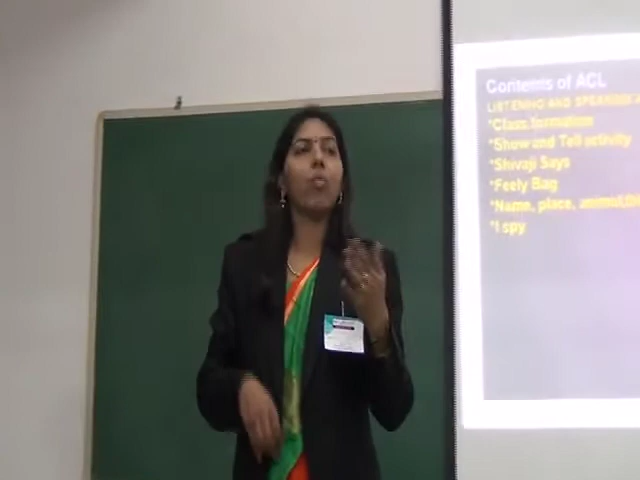 Contents of ACL
LISTENING AND SPEAKING
*Class formation
*Show and Tell activity
*Shivaji Says
*Feely Bag
*Name, place, animal,
*I spy